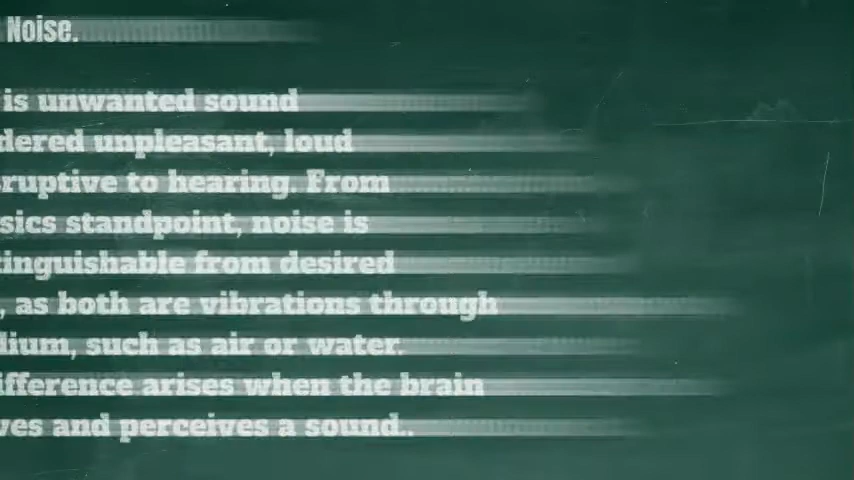 Noise.
is unwanted sound
dered unpleasant, loud
ruptive to hearing. From
sics standpoint, noise is
tinguishable from desired
, as both are vibrations through
dium, such as air or water.
ifference arises when the brain
ves and perceives a sound..